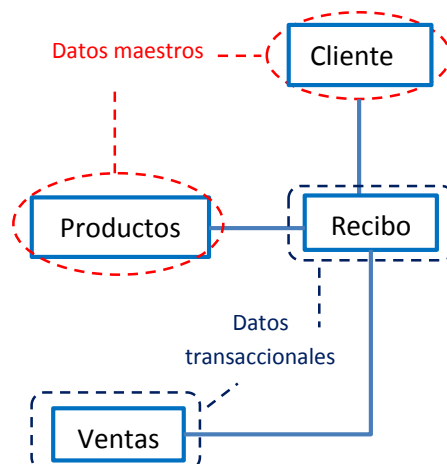 Datos maestros
Cliente
Productos
Recibo
Datos
transaccionales
Ventas